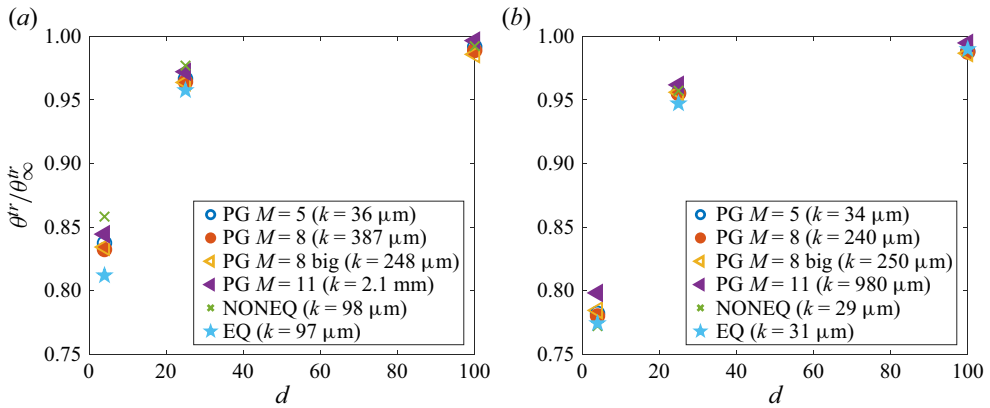 (a)
1.00
0.95
0.90
0.85
0.80
0.75
θ^tr/θ^tr_∞
PG M = 5 (k = 36 μm)
PG M = 8 (k = 387 μm)
PG M = 8 big (k = 248 μm)
PG M = 11 (k = 2.1 mm)
NONEQ (k = 98 μm)
EQ (k = 97 μm)
0 20 40 60 80 100
d
(b)
1.00
0.95
0.90
0.85
0.80
0.75
PG M = 5 (k = 34 μm)
PG M = 8 (k = 240 μm)
PG M = 8 big (k = 250 μm)
PG M = 11 (k = 980 μm)
NONEQ (k = 29 μm)
EQ (k = 31 μm)
0 20 40 60 80 100
d